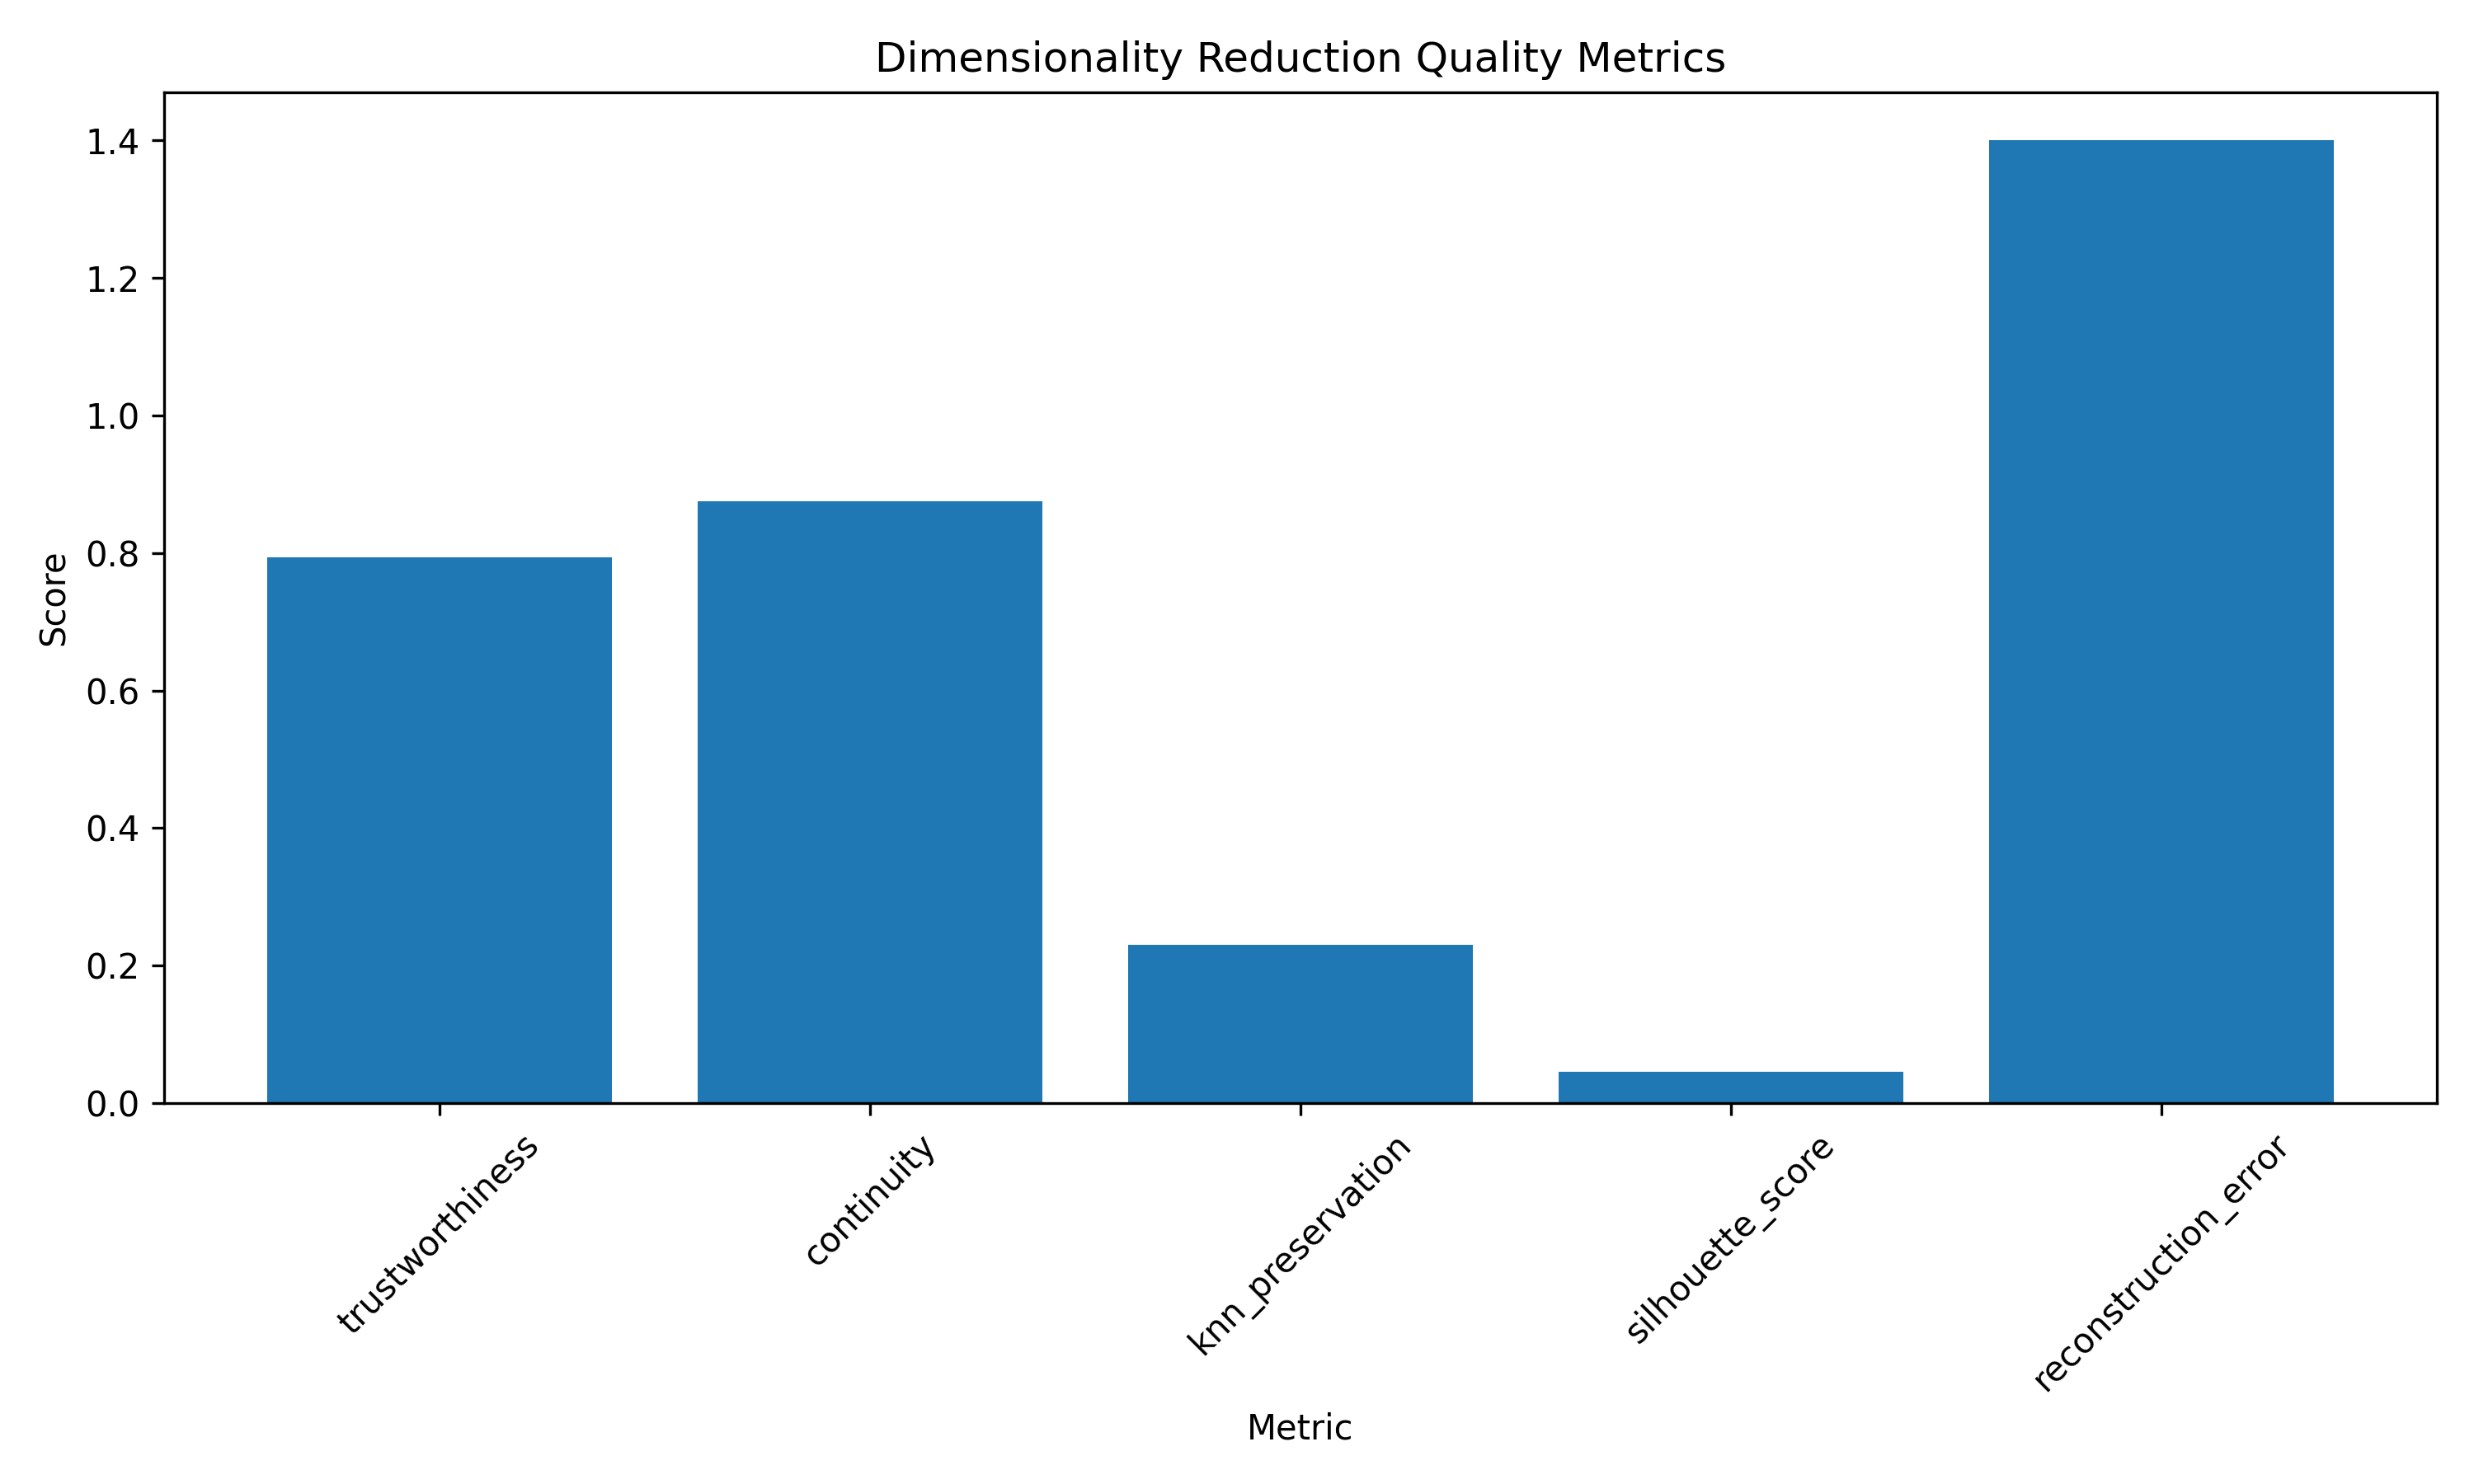 Dimensionality Reduction Quality Metrics
Score
1.4
1.2
1.0
0.8
0.6
0.4
0.2
0.0
trustworthiness
continuity
knn_preservation
silhouette_score
reconstruction_error
Metric